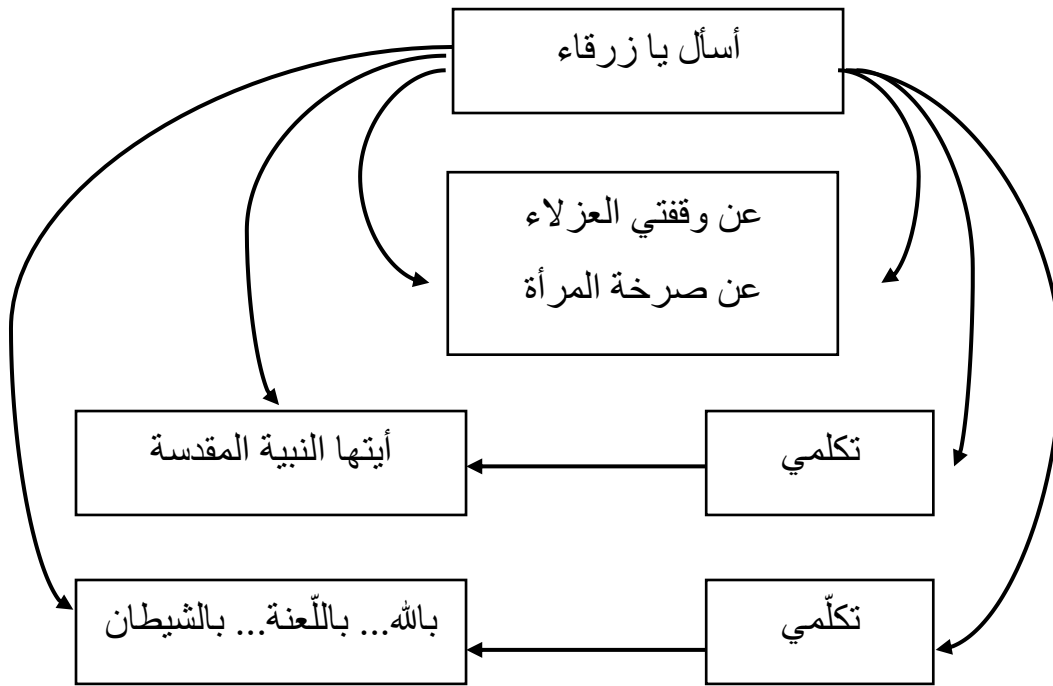 أسأل يا زرقاء
عن وقفتي العزلاء
عن صرخة المرأة
تكلمي
أيتها النبية المقدسة
تكلّمي
بالله... باللّعنة... بالشيطان